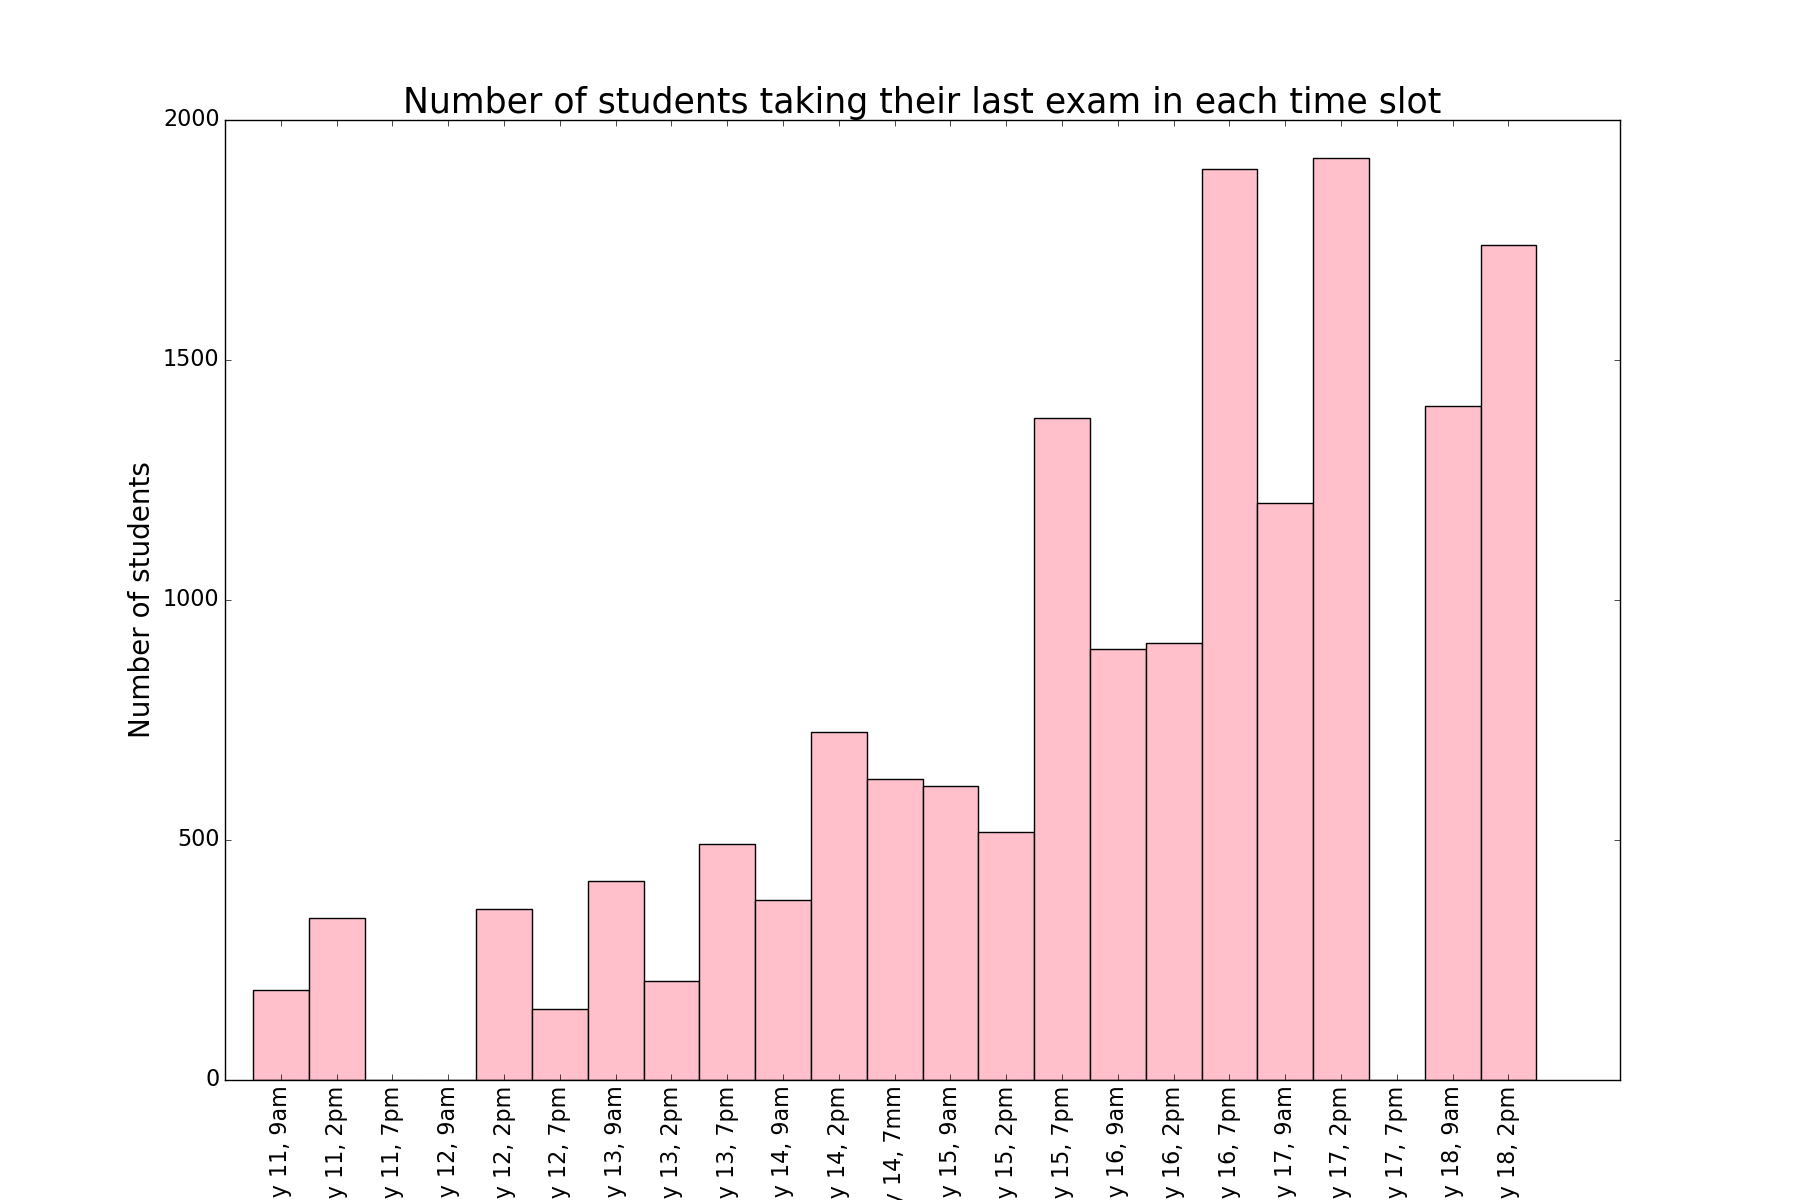 Number of students taking their last exam in each time slot
Number of students
2000
1500
1000
500
0
y 11, 9am
y 11, 2pm
y 11, 7pm
y 12, 9am
y 12, 2pm
y 12, 7pm
y 13, 9am
y 13, 2pm
y 13, 7pm
y 14, 9am
y 14, 2pm
y 14, 7mm
y 15, 9am
y 15, 2pm
y 15, 7pm
y 16, 9am
y 16, 2pm
y 16, 7pm
y 17, 9am
y 17, 2pm
y 17, 7pm
y 18, 9am
y 18, 2pm